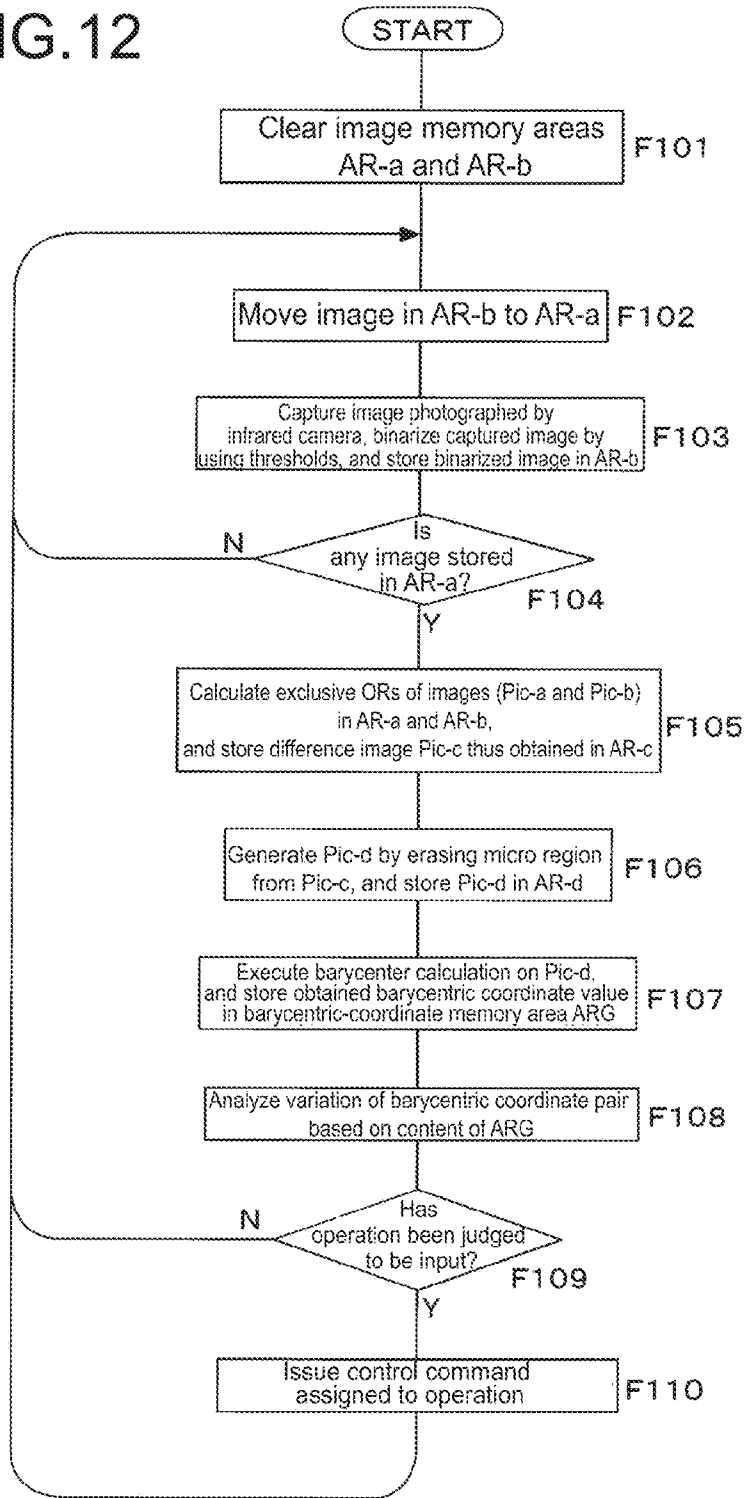 IG.12
START
Clear image memory areas
AR-a and AR-b
F101
Move image in AR-b to AR-a
F102
Capture image photographed by
infrared camera, binarize captured image by
using thresholds, and store binarized image in AR-b
F103
Is
any image stored
in AR-a?
F104
N
Y
Calculate exclusive ORs of images (Pic-a and Pic-b)
in AR-a and AR-b,
and store difference image Pic-c thus obtained in AR-c
F105
Generate Pic-d by erasing micro region
from Pic-c, and store Pic-d in AR-d
F106
Execute barycenter calculation on Pic-d,
and store obtained barycentric coordinate value
in barycentric-coordinate memory area ARG
F107
Analyze variation of barycentric coordinate pair
based on content of ARG
F108
Has
operation been judged
to be input?
F109
N
Y
Issue control command
assigned to operation
F110